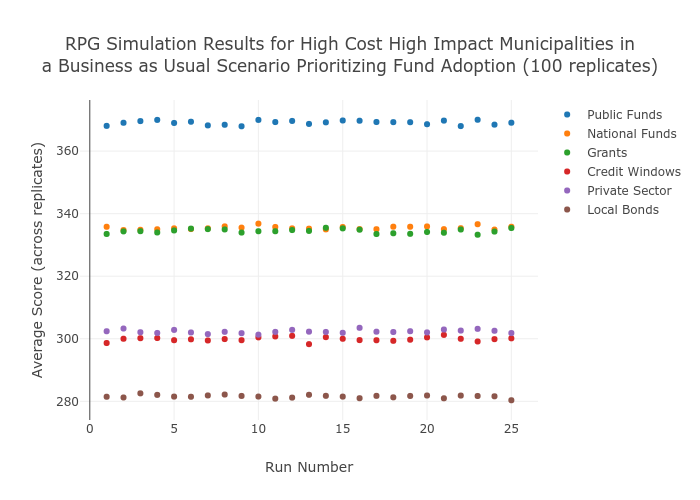 RPG Simulation Results for High Cost High Impact Municipalities in
a Business as Usual Scenario Prioritizing Fund Adoption (100 replicates)
Public Funds
National Funds
Grants
Credit Windows
Private Sector
Local Bonds
Average Score (across replicates)
360
340
320
300
280
0 5 10 15 20 25
Run Number